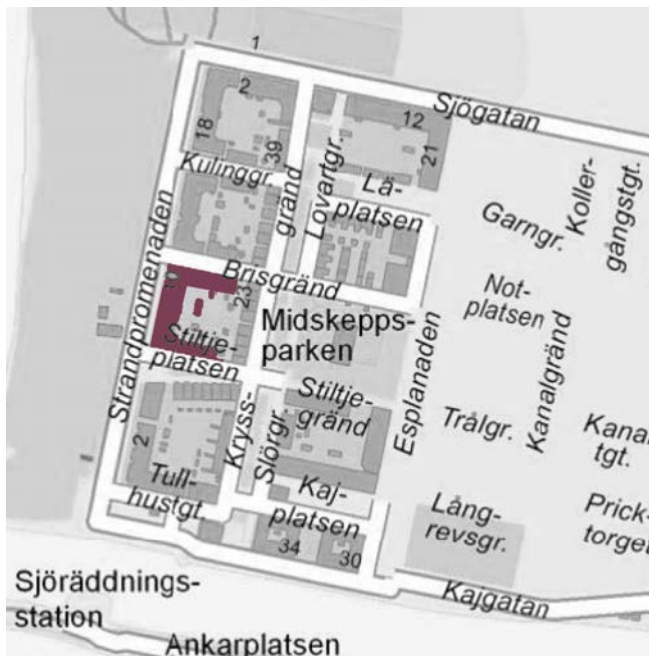 1
2
Sjögatan
12
18
39
21
Kulinggr.
gränd
Lovartgr.
Lä-
platsen
Garngr.
Koller-
gångstgt.
Strandpromenaden
Brisgränd
10
23
Not-
platsen
Midskepps-
parken
Stiltje-
platsen
Esplanaden
Kanalgränd
Stiltje-
gränd
Trålgr.
Kanal
tgt.
Kryss-
Slörgr.
2
Tull-
hustgt.
Kaj-
platsen
Lång-
revsgr.
Prick-
torget
34
30
Kajgatan
Sjöräddnings-
station
Ankarplatsen